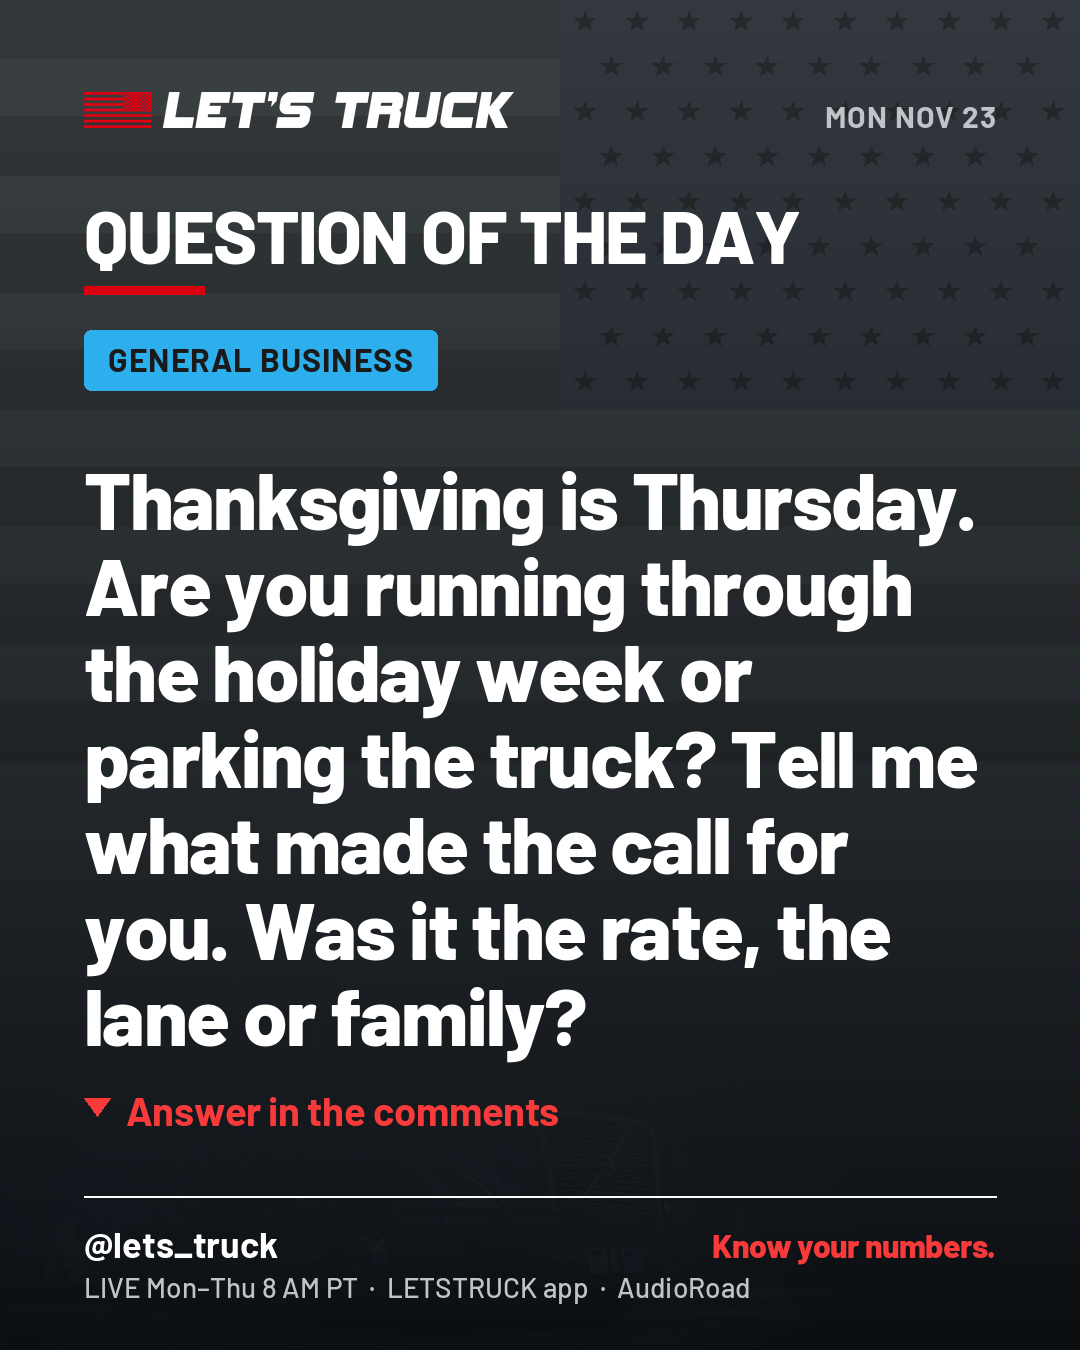 LET'S TRUCK
MON NOV 23
QUESTION OF THE DAY
GENERAL BUSINESS
Thanksgiving is Thursday.
Are you running through
the holiday week or
parking the truck? Tell me
what made the call for
you. Was it the rate, the
lane or family?
Answer in the comments
@lets_truck
Know your numbers.
LIVE Mon–Thu 8 AM PT · LETSTRUCK app · AudioRoad